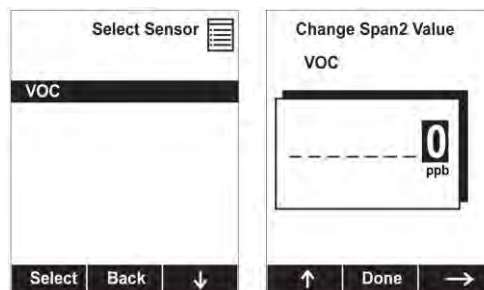 Select Sensor
VOC
Select Back ↓
Change Span2 Value
VOC
_ _ _ _ _ _ _ 0
ppb
↑ Done →